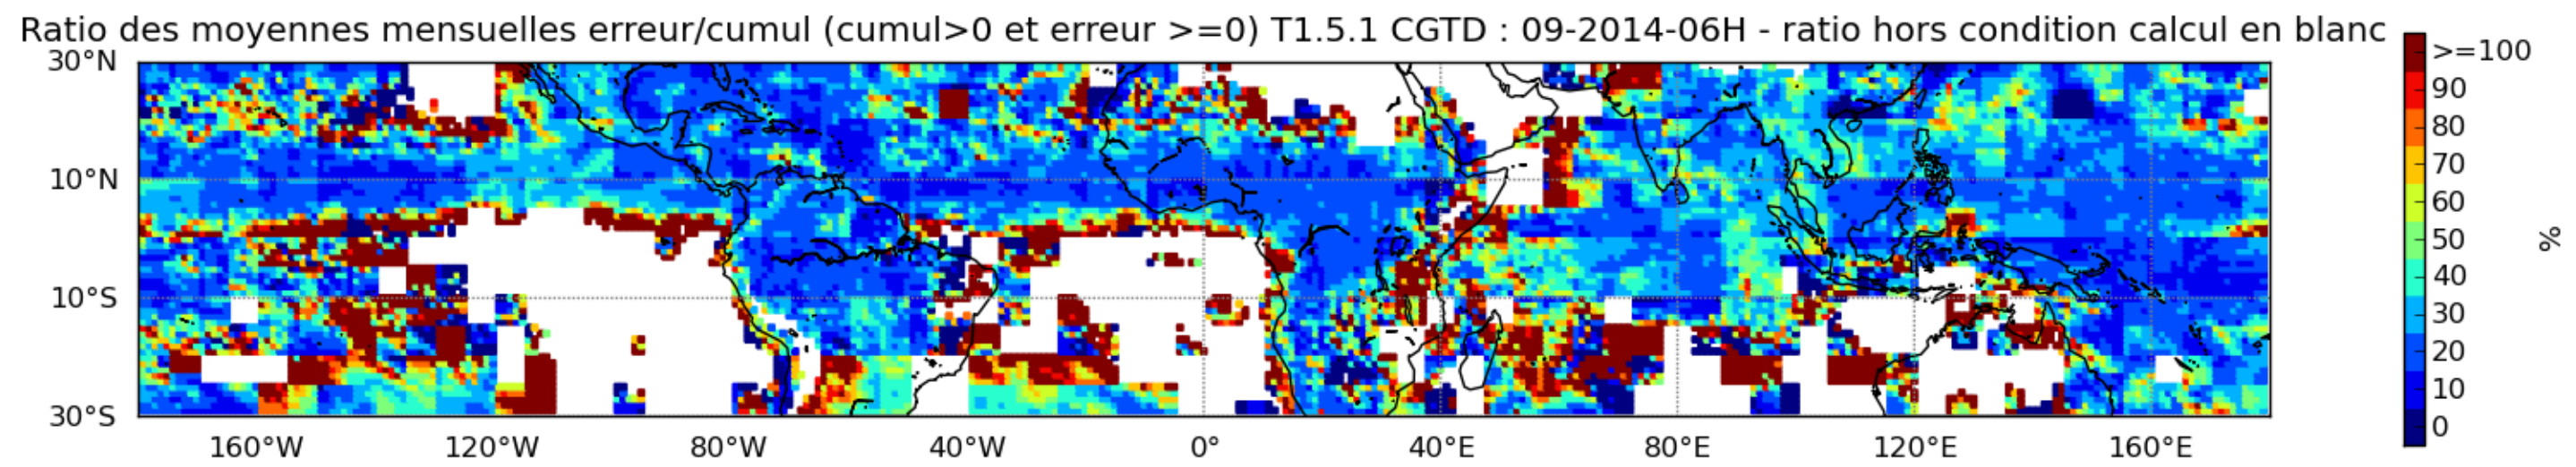 Ratio des moyennes mensuelles erreur/cumul (cumul>0 et erreur >=0) T1.5.1 CGTD : 09-2014-06H - ratio hors condition calcul en blanc
30°N
10°N
10°S
30°S
160°W 120°W 80°W 40°W 0° 40°E 80°E 120°E 160°E
>=100
90
80
70
60
50
40
30
20
10
0
%